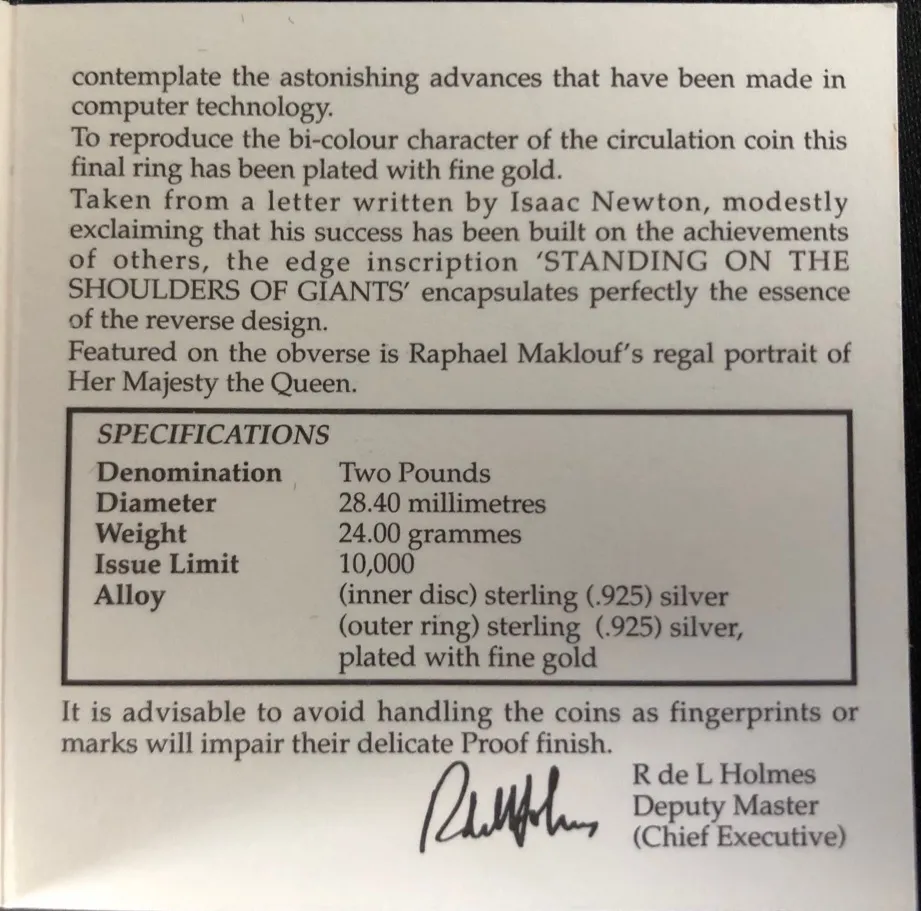 contemplate the astonishing advances that have been made in
computer technology.
To reproduce the bi-colour character of the circulation coin this
final ring has been plated with fine gold.
Taken from a letter written by Isaac Newton, modestly
exclaiming that his success has been built on the achievements
of others, the edge inscription ‘STANDING ON THE
SHOULDERS OF GIANTS’ encapsulates perfectly the essence
of the reverse design.
Featured on the obverse is Raphael Maklouf’s regal portrait of
Her Majesty the Queen.
SPECIFICATIONS
Denomination Two Pounds
Diameter 28.40 millimetres
Weight 24.00 grammes
Issue Limit 10,000
Alloy (inner disc) sterling (.925) silver
(outer ring) sterling (.925) silver,
plated with fine gold
It is advisable to avoid handling the coins as fingerprints or
marks will impair their delicate Proof finish.
R de L Holmes
Deputy Master
(Chief Executive)